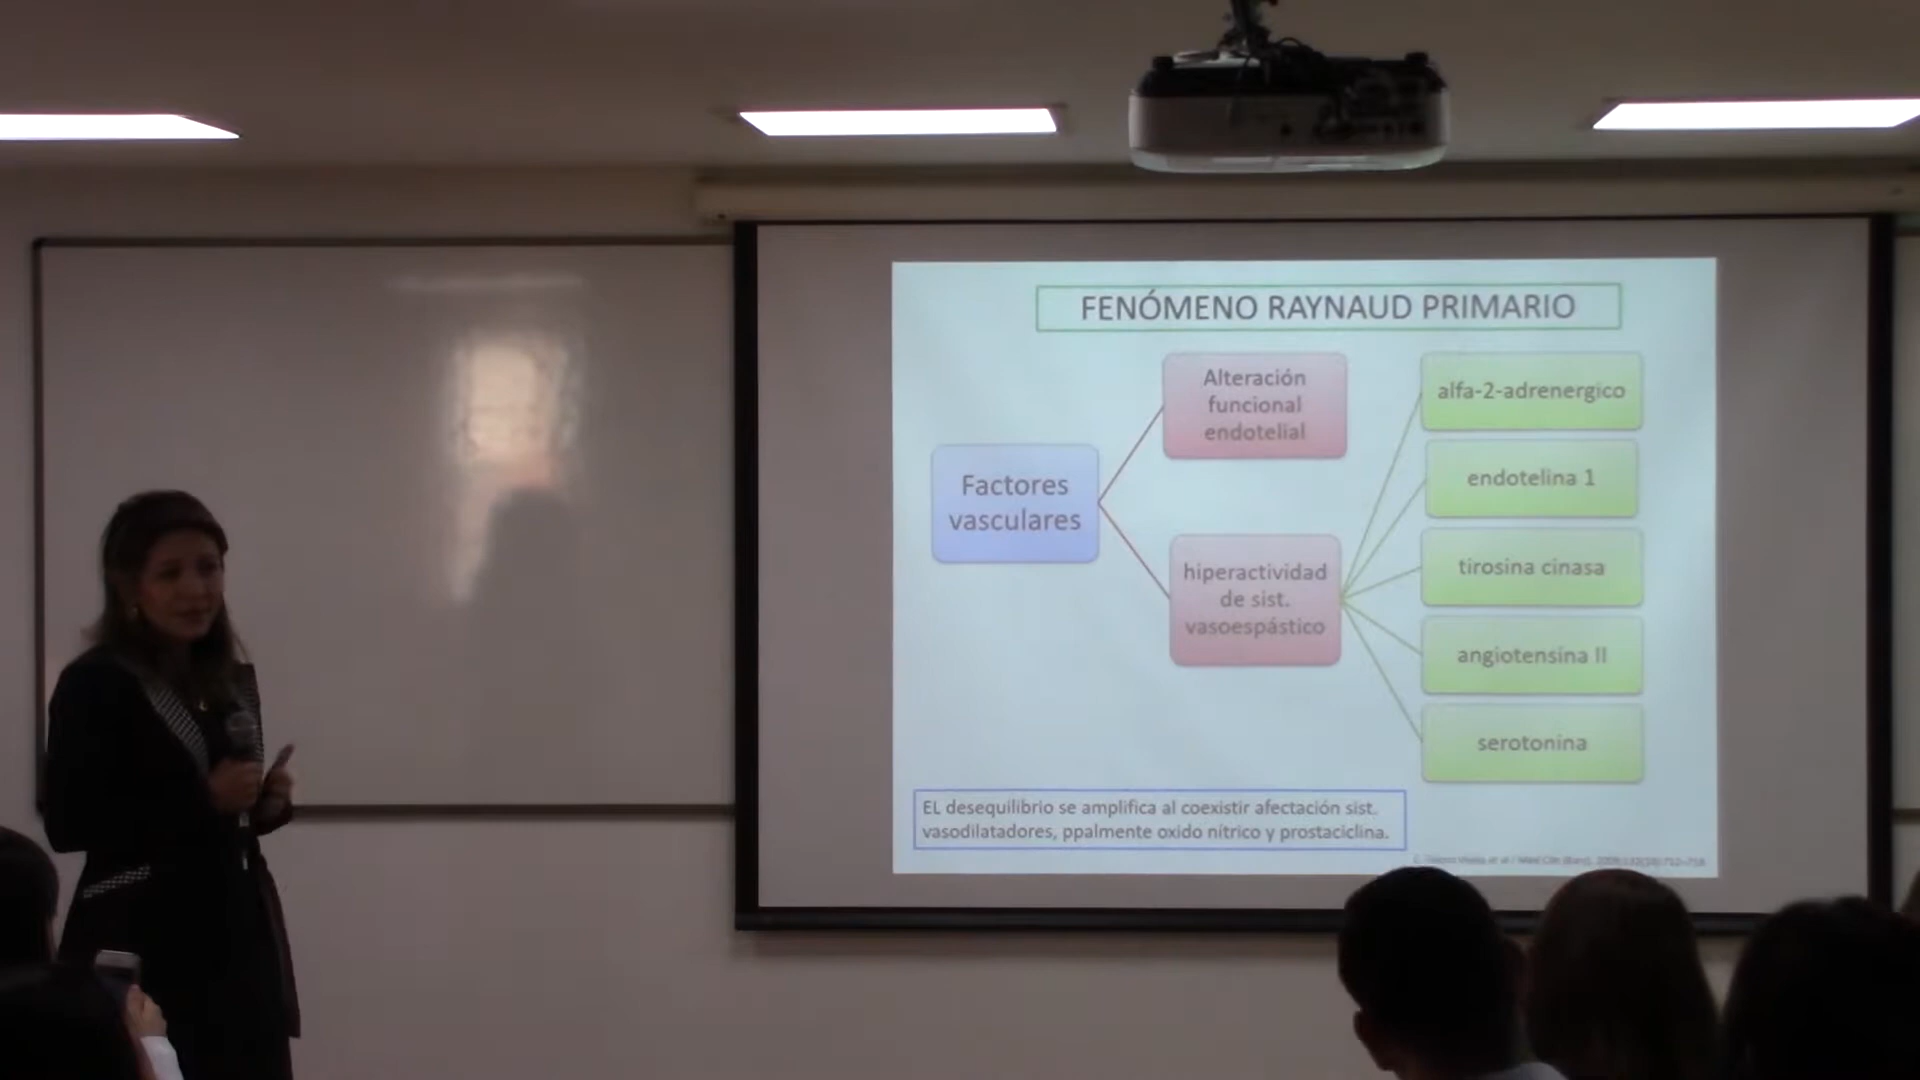 FENÓMENO RAYNAUD PRIMARIO
Factores
vasculares
Alteración
funcional
endotelial
hiperactividad
de sist.
vasoespástico
alfa-2-adrenergico
endotelina 1
tirosina cinasa
angiotensina II
serotonina
EL desequilibrio se amplifica al coexistir afectación sist.
vasodilatadores, ppalmente oxido nítrico y prostaciclina.